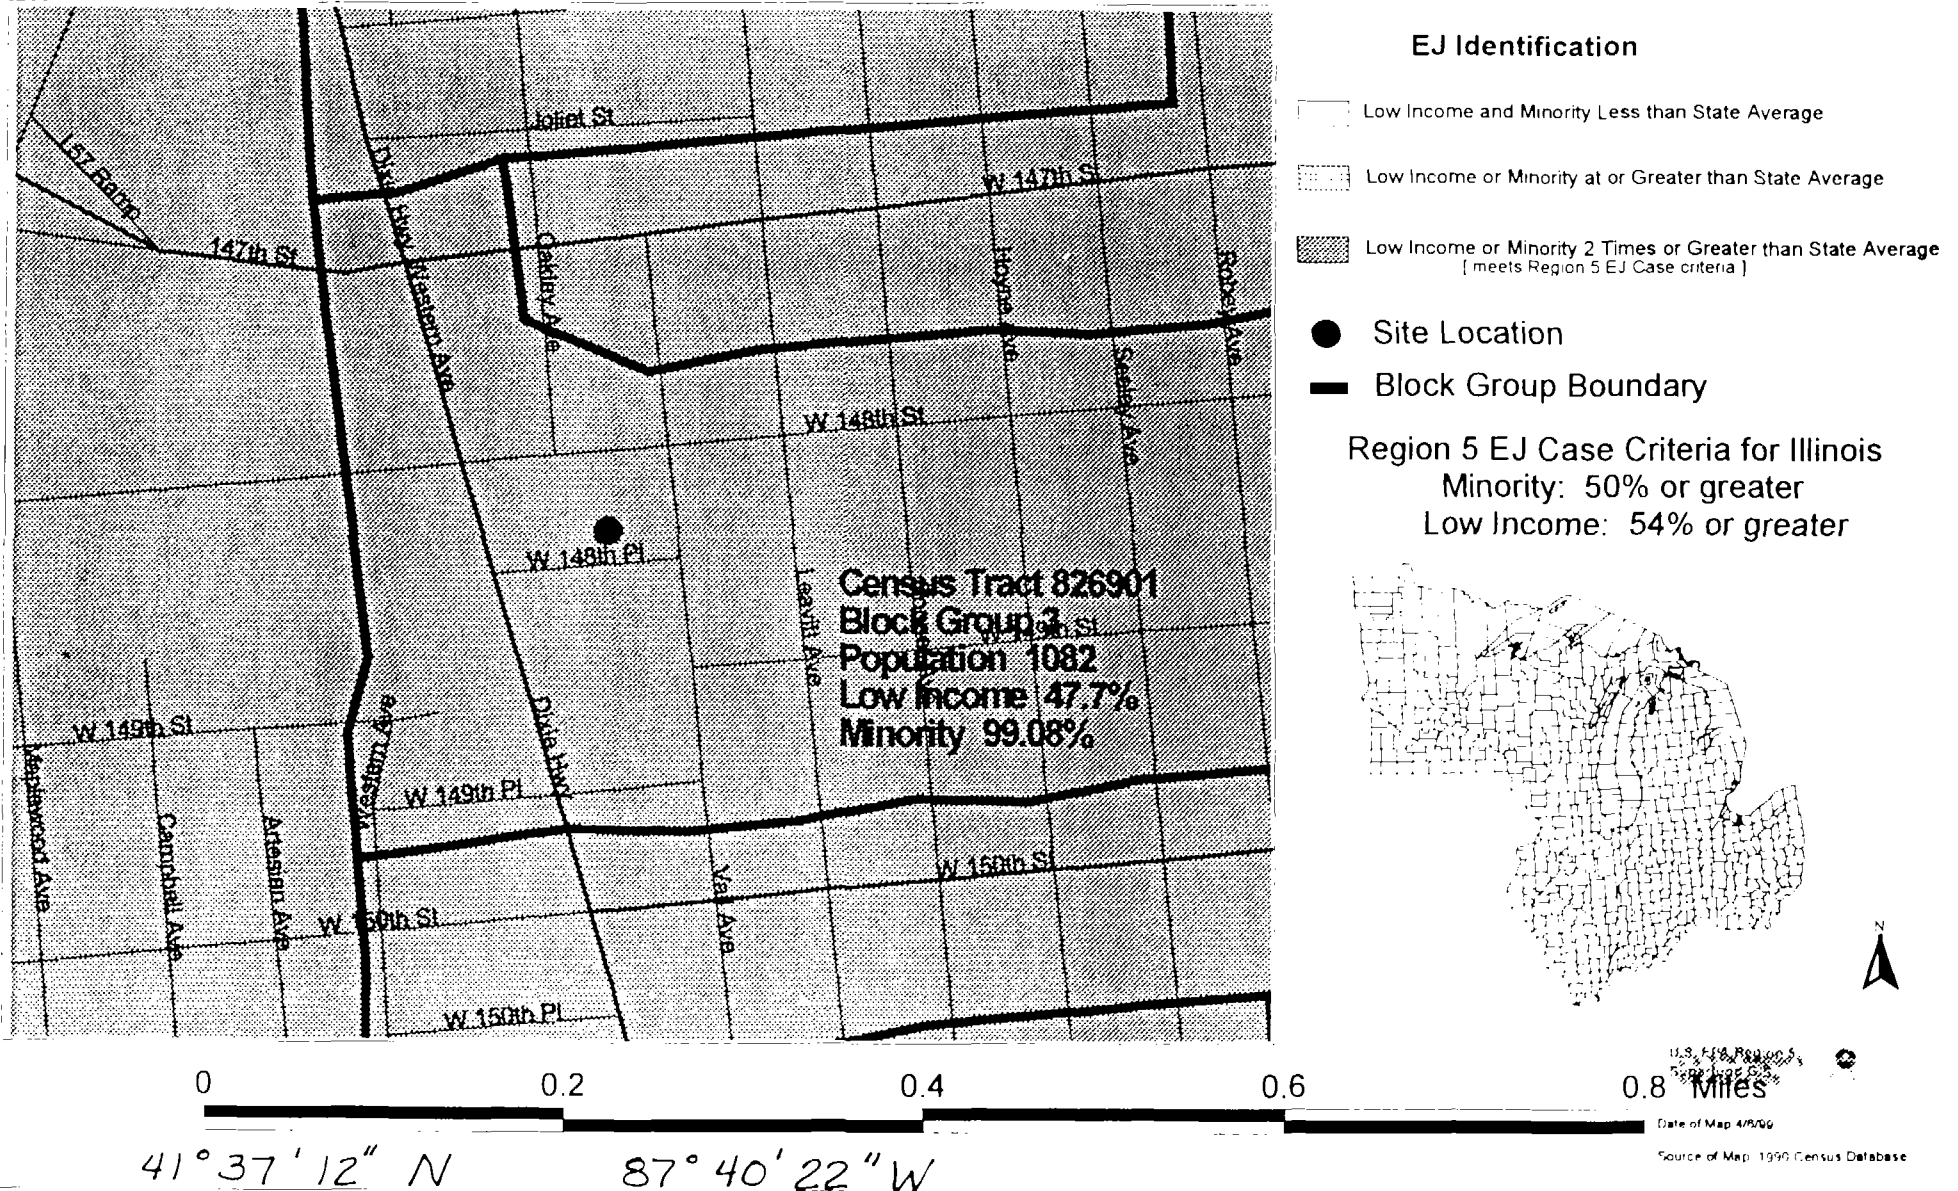 EJ Identification
Low Income and Minority Less than State Average
Low Income or Minority at or Greater than State Average
Low Income or Minority 2 Times or Greater than State Average
[ meets Region 5 EJ Case criteria ]
Site Location
Block Group Boundary
Region 5 EJ Case Criteria for Illinois
Minority: 50% or greater
Low Income: 54% or greater
Joliet St
I-57 Ramp
W 147th St
147th St
Dixie Hwy
Western Ave
Oakley Ave
Hoyne Ave
Robey Ave
Seeley Ave
W 148th St
W 148th Pl
Census Tract 826901
Block Group 3
Population 1082
Low Income 47.7%
Minority 99.08%
Leavitt Ave
W 149th St
W 149th St
Dixie Hwy
Western Ave
Maplewood Ave
Campbell Ave
Artesian Ave
W 149th Pl
W 150th St
Vail Ave
W 150th St
W 150th Pl
N
U.S. EPA Region 5
0 0.2 0.4 0.6 0.8 Miles
Date of Map 4/6/99
Source of Map 1990 Census Database
41°37'12" N 87°40'22" W